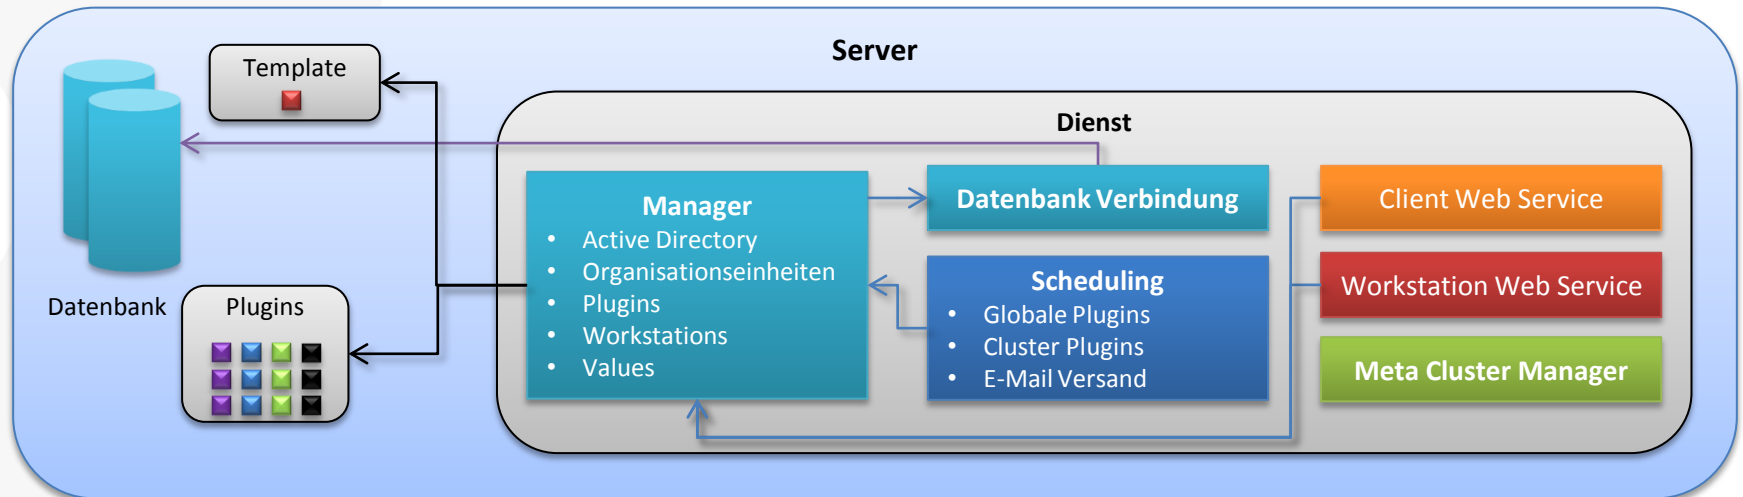 Server
Template
Datenbank
Plugins
Dienst
Manager
• Active Directory
• Organisationseinheiten
• Plugins
• Workstations
• Values
Datenbank Verbindung
Scheduling
• Globale Plugins
• Cluster Plugins
• E-Mail Versand
Client Web Service
Workstation Web Service
Meta Cluster Manager